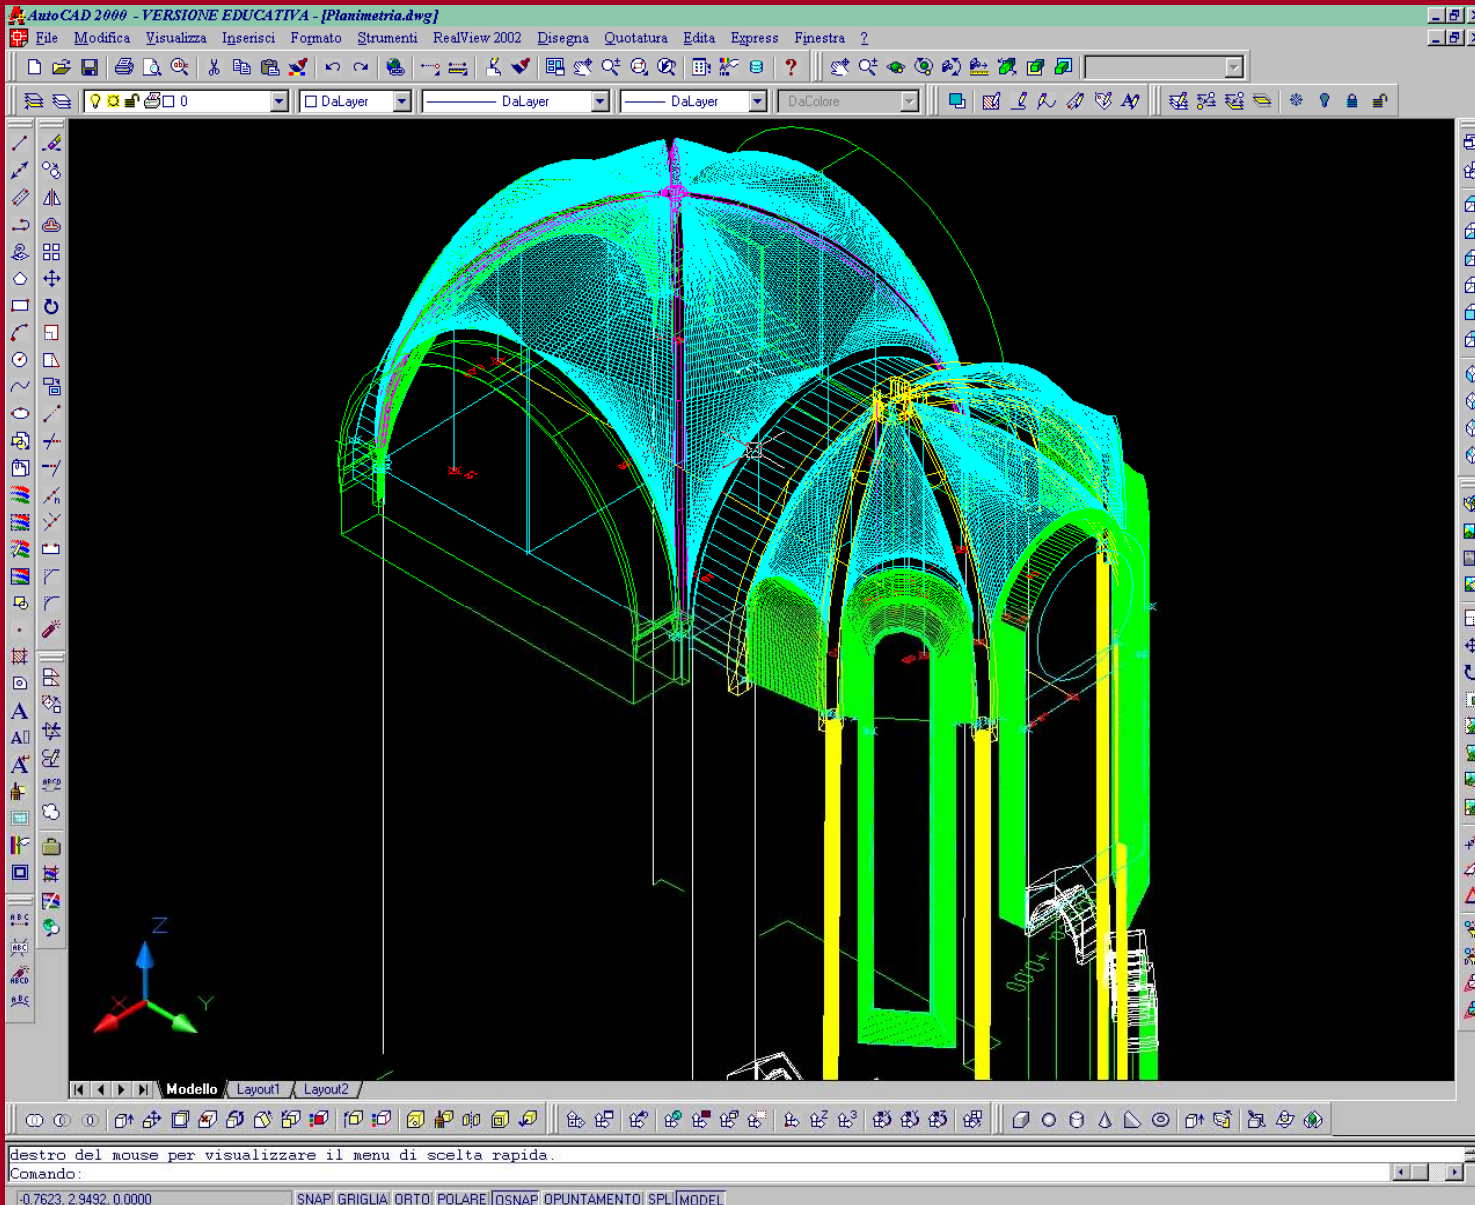 AutoCAD 2000 - VERSIONE EDUCATIVA - [Planimetria.dwg]
File Modifica Visualizza Inserisci Formato Strumenti RealView 2002 Disegna Quotatura Edita Express Finestra ?
0 DaLayer DaLayer DaLayer DaColore
Z
X Y
+0,00
Modello Layout1 Layout2
destro del mouse per visualizzare il menu di scelta rapida.
Comando:
-0.7623, 2.9492, 0.0000 SNAP GRIGLIA ORTO POLARE OSNAP OPUNTAMENTO SPL MODEL